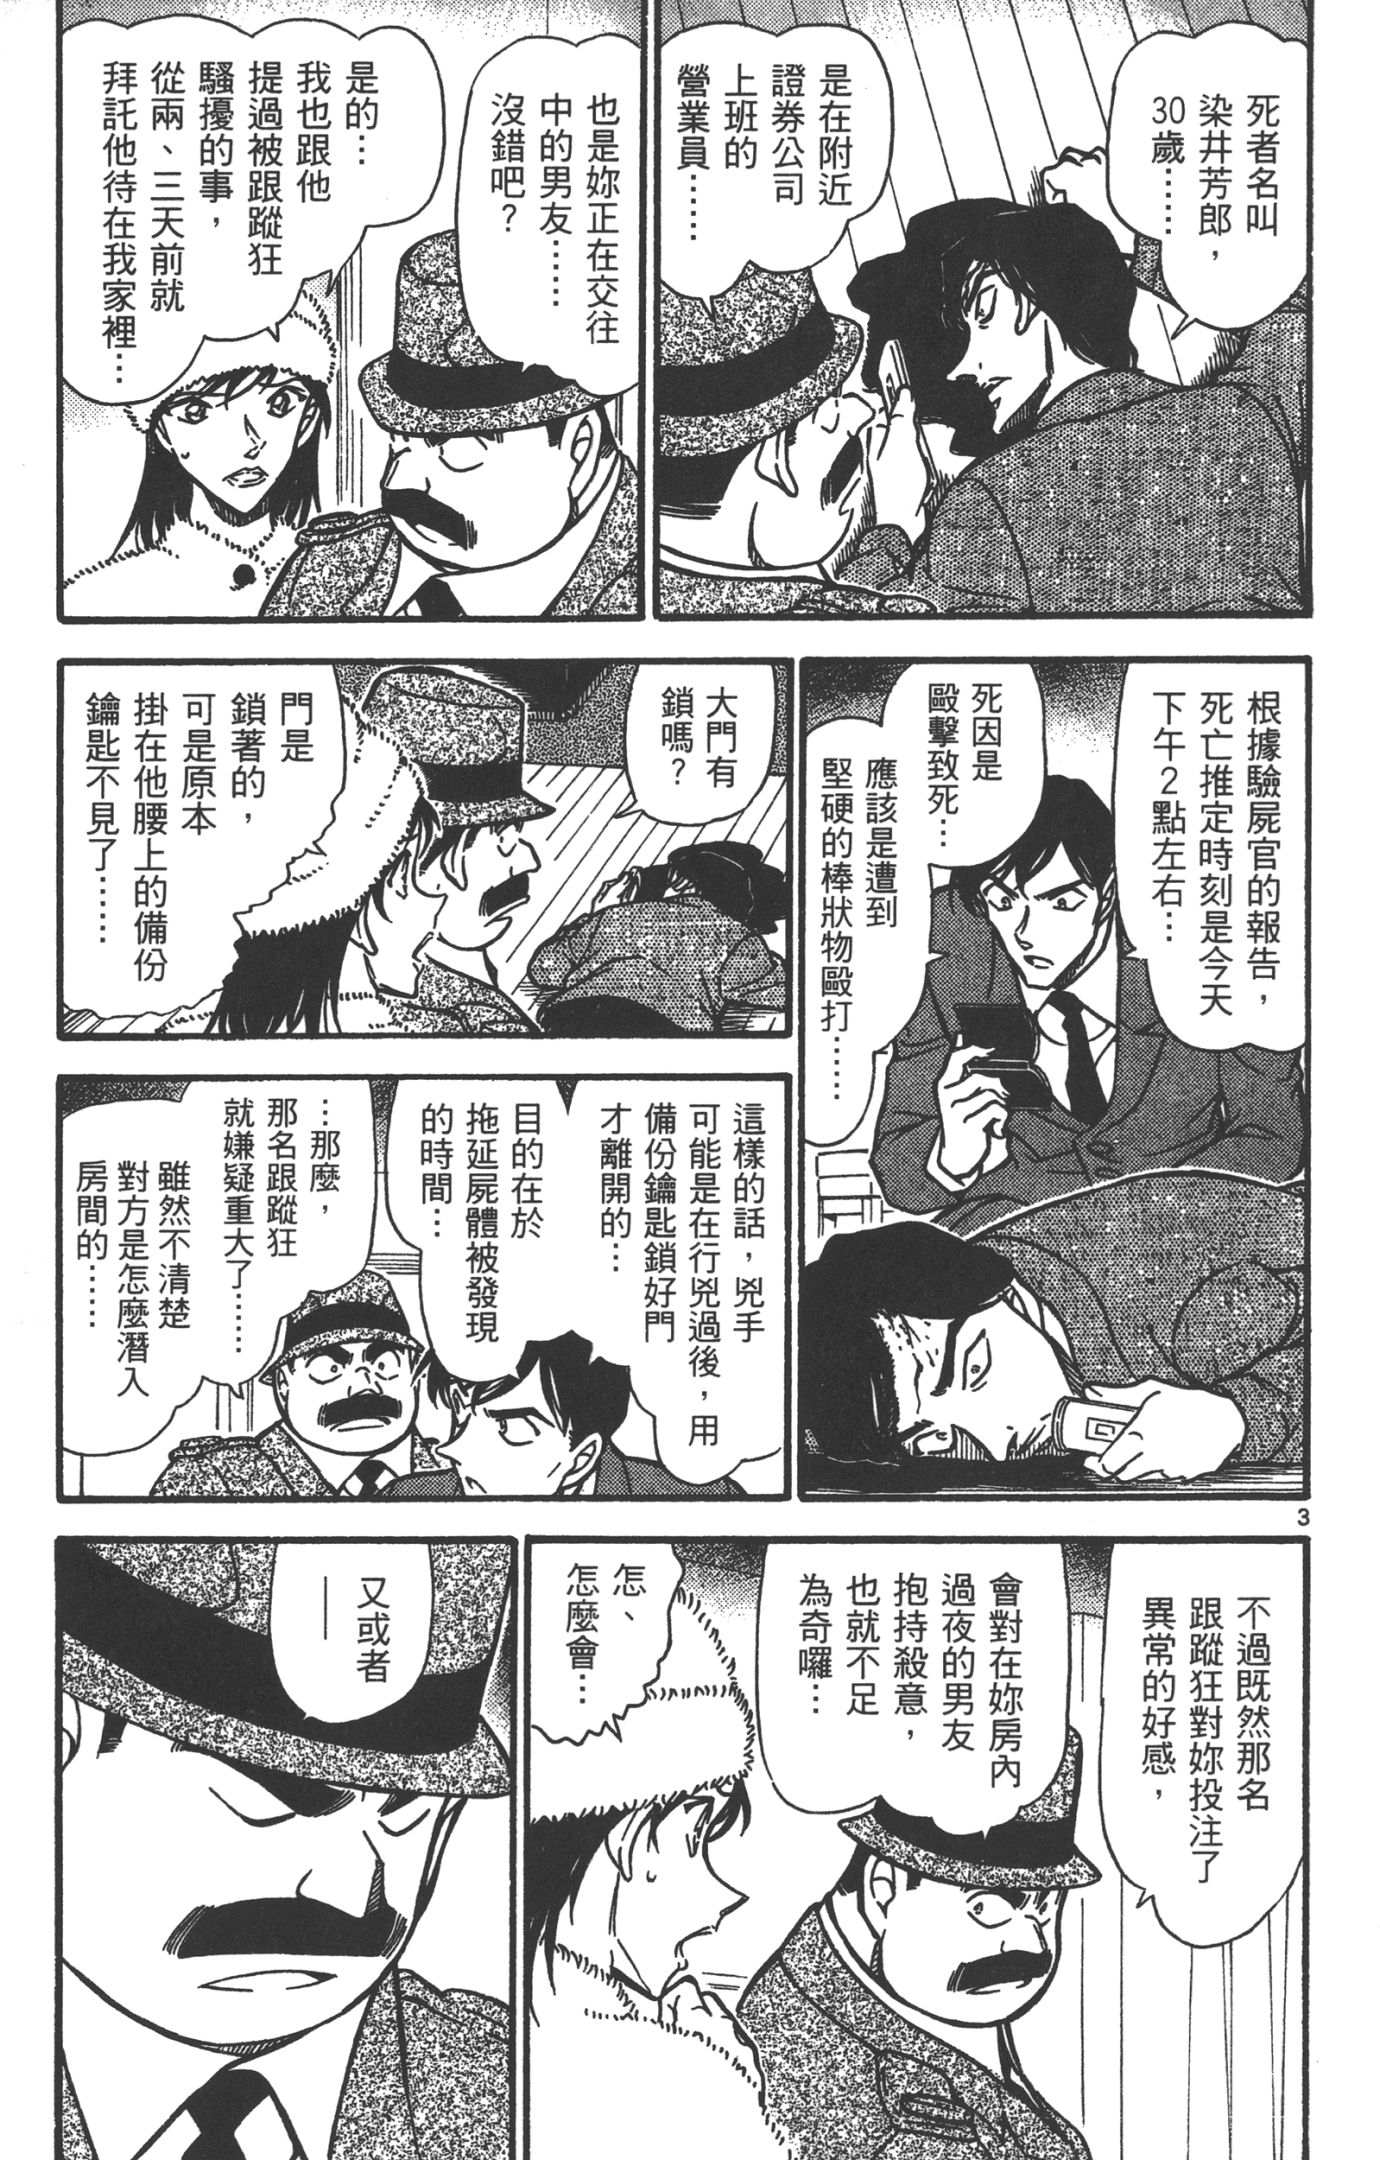 死者名叫
染井芳郎，
30歲……
是在附近
證券公司
上班的
營業員……
也是妳正在交往
中的男友……
沒錯吧？
是的…
我也跟他
提過被跟蹤狂
騷擾的事，
從兩、三天前就
拜託他待在我家裡…
根據驗屍官的報告，
死亡推定時刻是今天
下午2點左右…
死因是
毆擊致死…
應該是遭到
堅硬的棒狀物毆打……
大門有
鎖嗎？
門是
鎖著的，
可是原本
掛在他腰上的備份
鑰匙不見了……
這樣的話，兇手
可能是在行兇過後，用
備份鑰匙鎖好門
才離開的…
目的在於
拖延屍體被發現
的時間…
…那麼，
那名跟蹤狂
就嫌疑重大了……
雖然不清楚
對方是怎麼潛入
房間的……
3
不過既然那名
跟蹤狂對妳投注了
異常的好感，
會對在妳房內
過夜的男友
抱持殺意，
也就不足
為奇囉…
怎、
怎麼會…
又或者
——